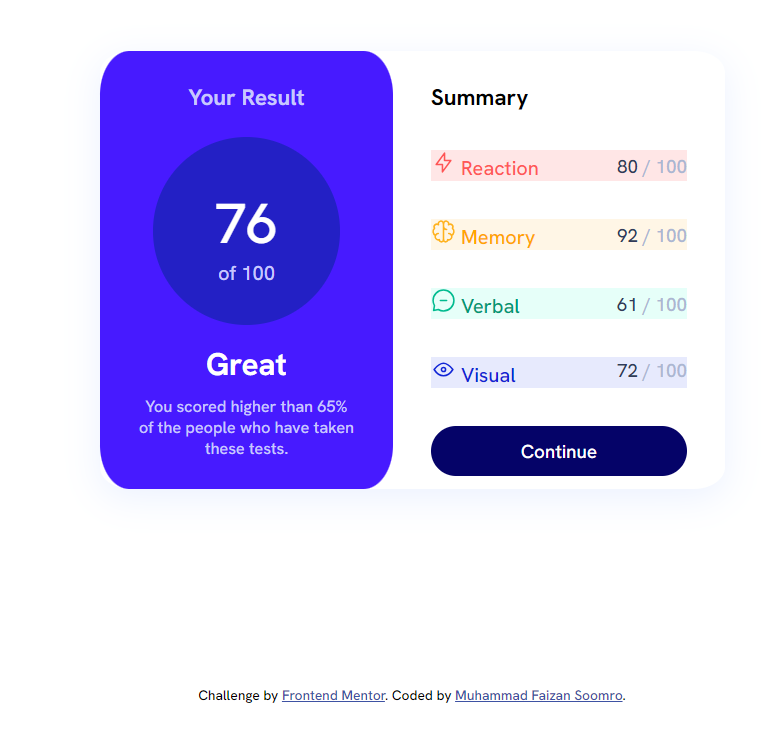 Your Result
76
of 100
Great
You scored higher than 65%
of the people who have taken
these tests.
Summary
Reaction 80 / 100
Memory 92 / 100
Verbal 61 / 100
Visual 72 / 100
Continue
Challenge by Frontend Mentor. Coded by Muhammad Faizan Soomro.